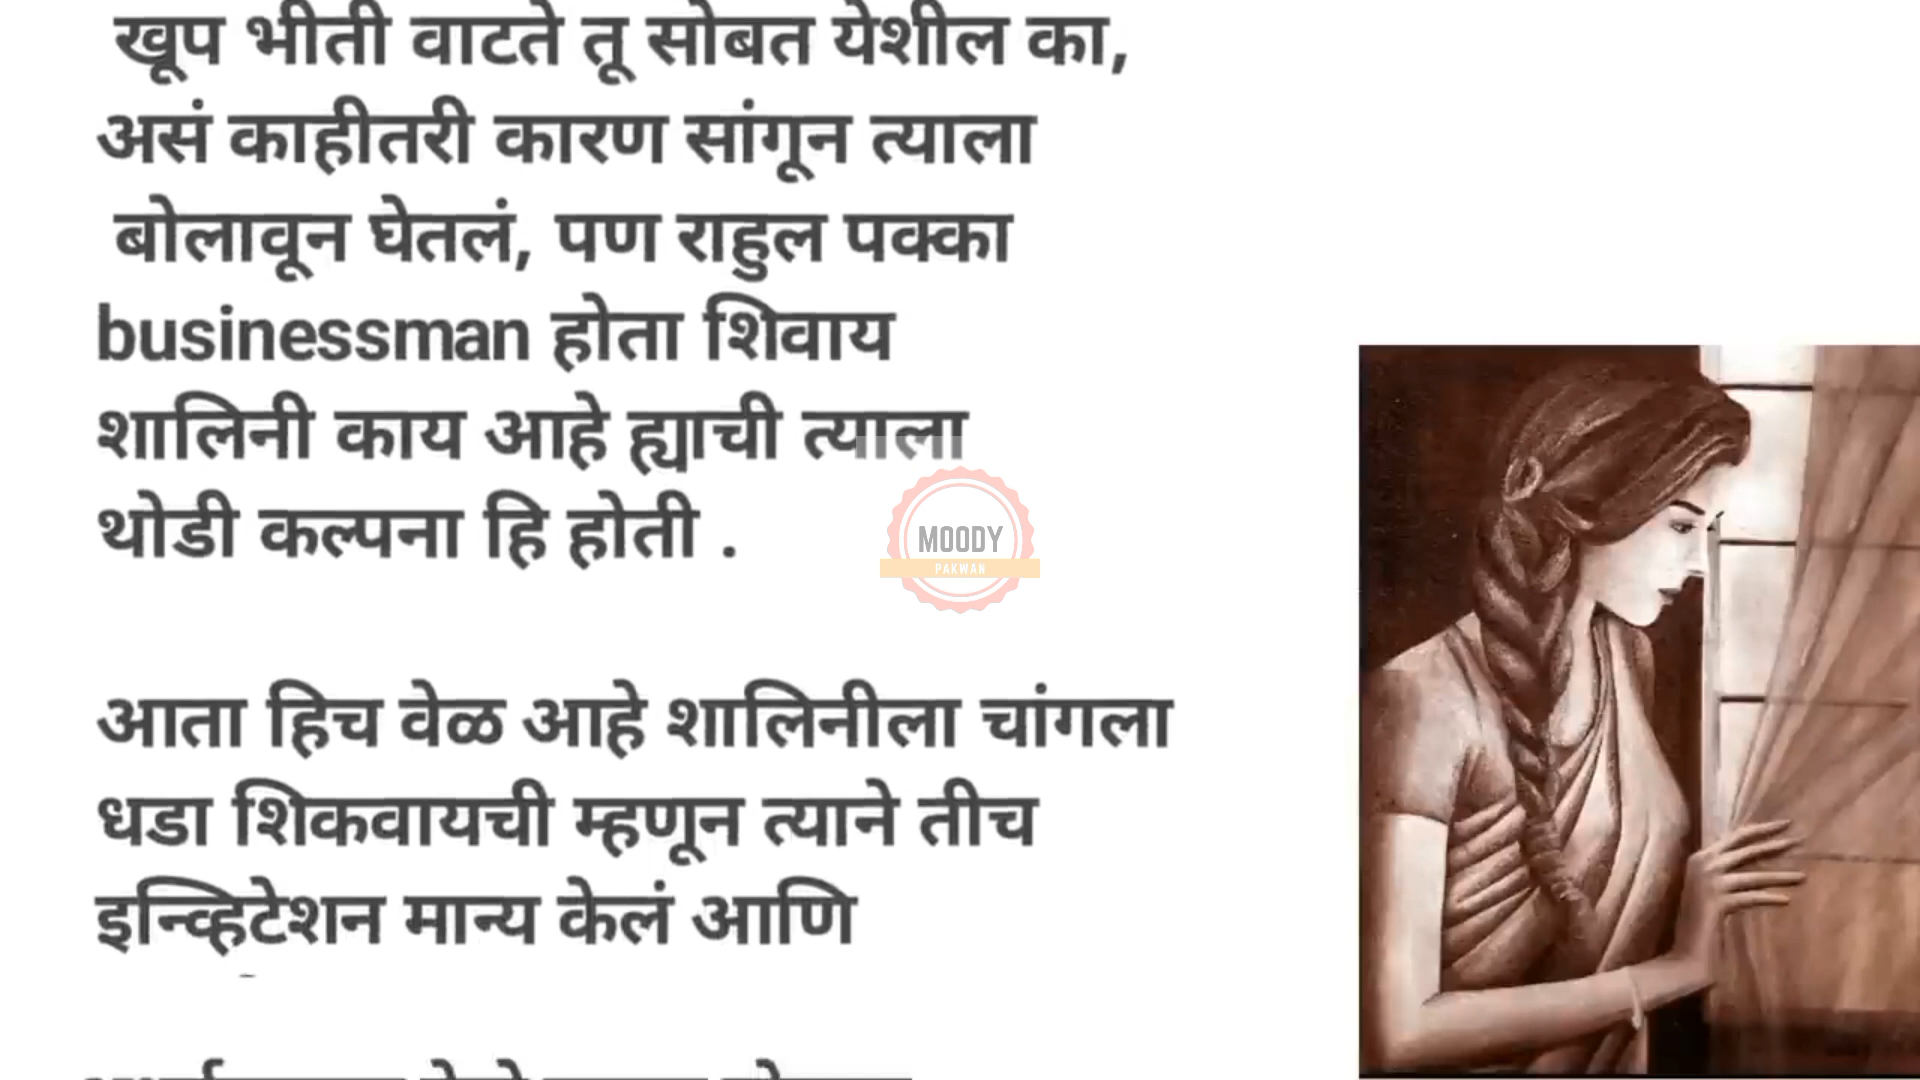 खूप भीती वाटते तू सोबत येशील का,
असं काहीतरी कारण सांगून त्याला
बोलावून घेतलं, पण राहुल पक्का
businessman होता शिवाय
शालिनी काय आहे ह्याची त्याला
थोडी कल्पना हि होती .
MOODY
PAKWAN
आता हिच वेळ आहे शालिनीला चांगला
धडा शिकवायची म्हणून त्याने तीच
इन्व्हिटेशन मान्य केलं आणि